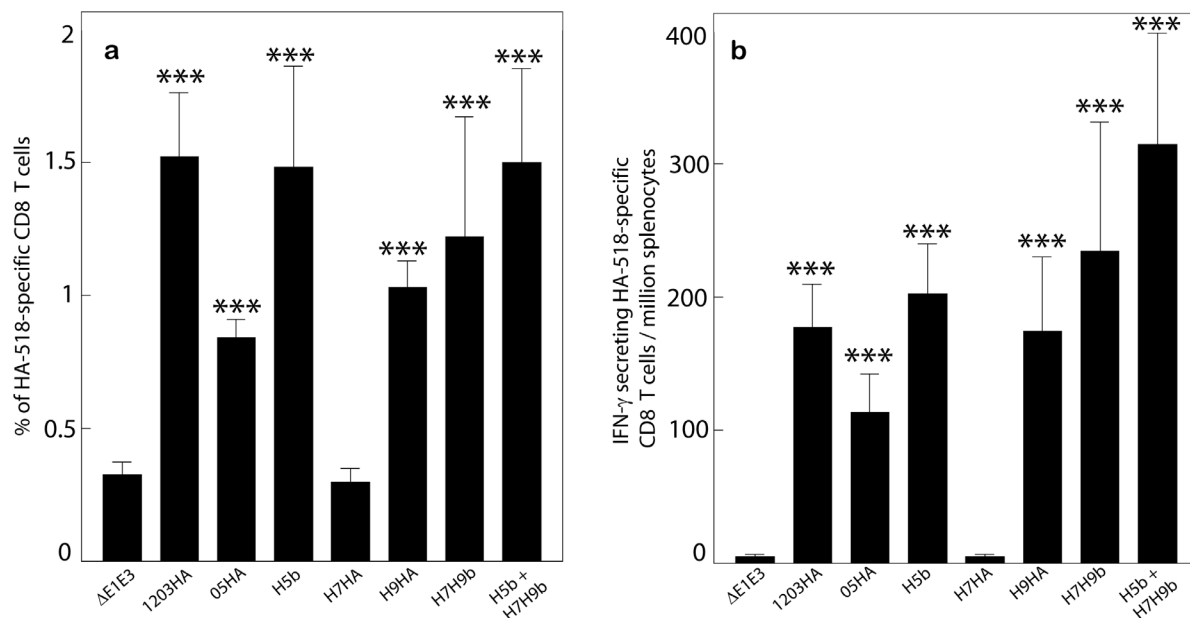 a
% of HA-518-specific CD8 T cells
2
1.5
1
0.5
0
***
***
***
***
***
***
ΔE1E3
1203HA
05HA
H5b
H7HA
H9HA
H7H9b
H5b +
H7H9b
b
IFN-γ secreting HA-518-specific
CD8 T cells / million splenocytes
400
300
200
100
0
***
***
***
***
***
***
ΔE1E3
1203HA
05HA
H5b
H7HA
H9HA
H7H9b
H5b +
H7H9b